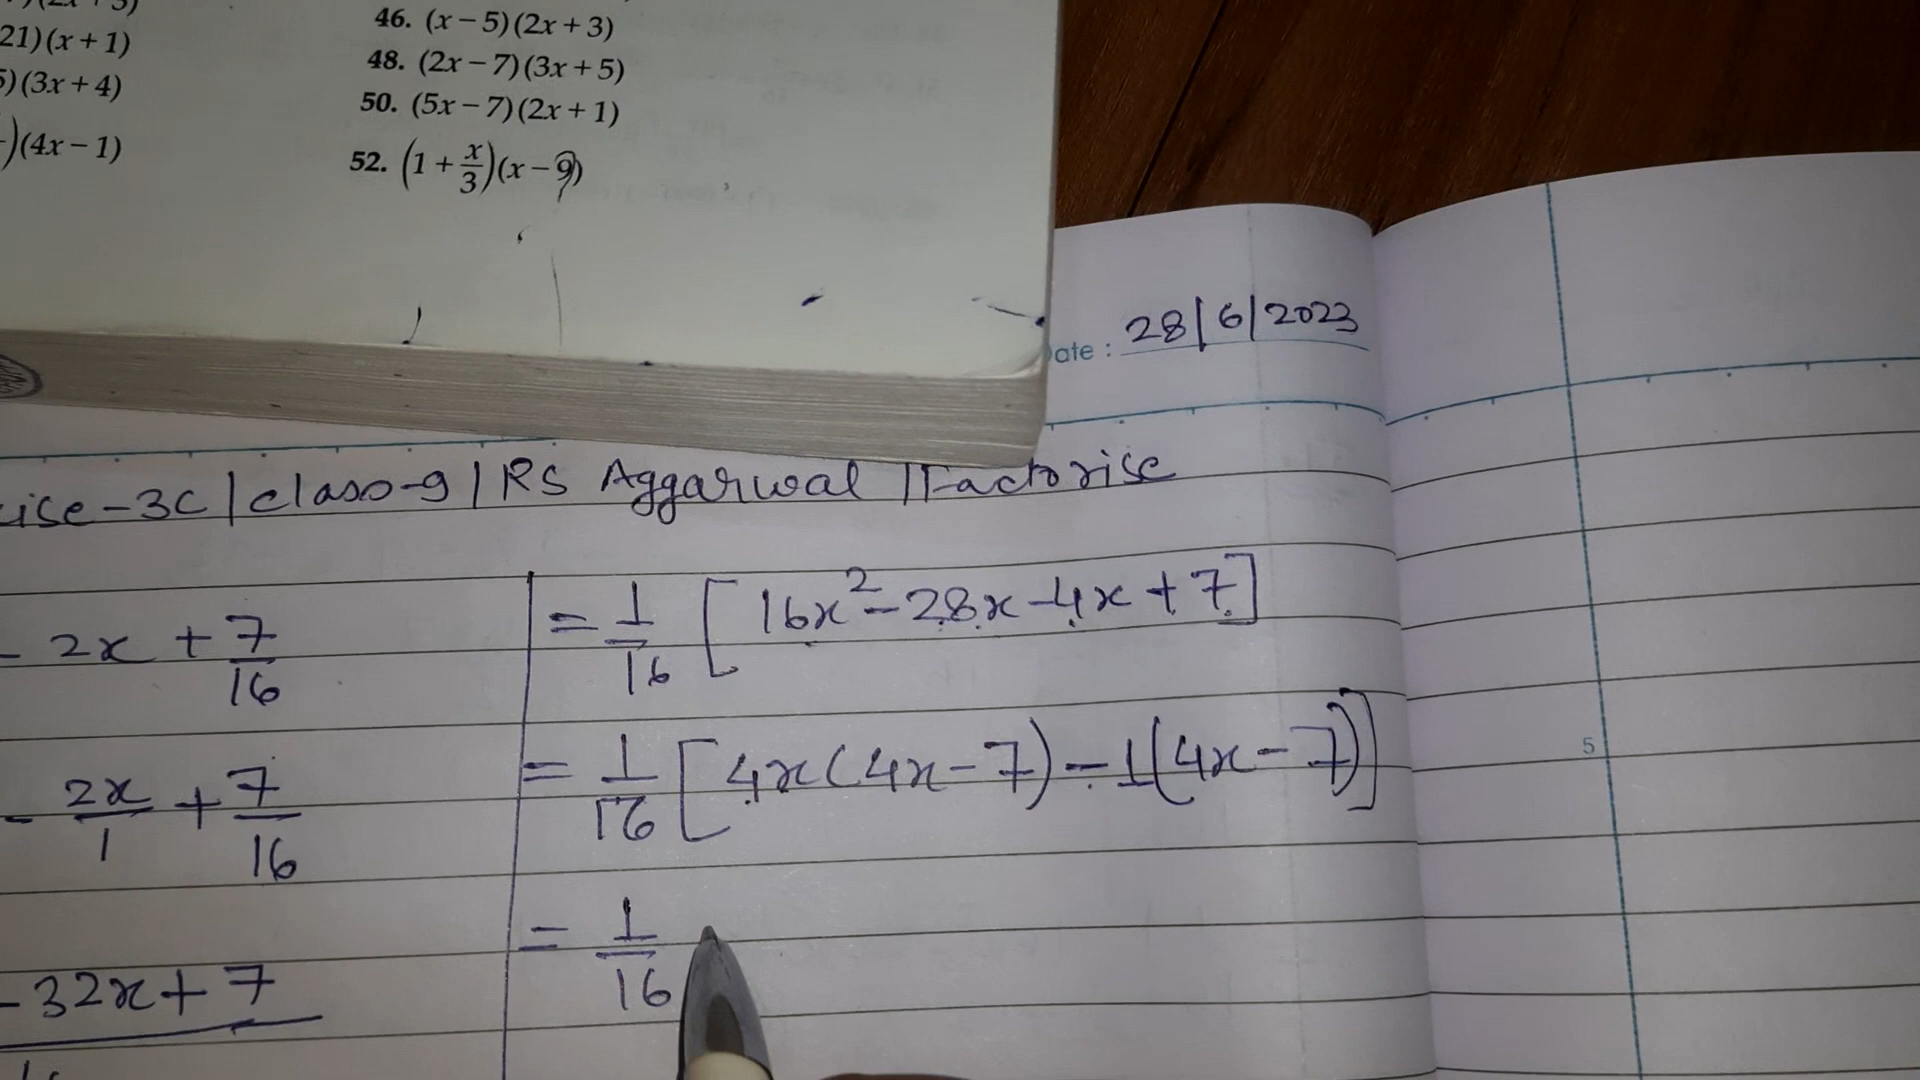 46. (x − 5)(2x + 3)
21)(x + 1)
48. (2x − 7)(3x + 5)
)(3x + 4)
50. (5x − 7)(2x + 1)
)(4x − 1)
52. (1 + x/3)(x − 9)
ate : 28/6/2023
cise-3C | class-9 | RS Aggarwal | Factorise
- 2x + 7/16
= 1/16 [16x² - 28x - 4x + 7]
- 2x/1 + 7/16
= 1/16 [4x(4x - 7) - 1(4x - 7)]
5
= 1/16
- 32x + 7